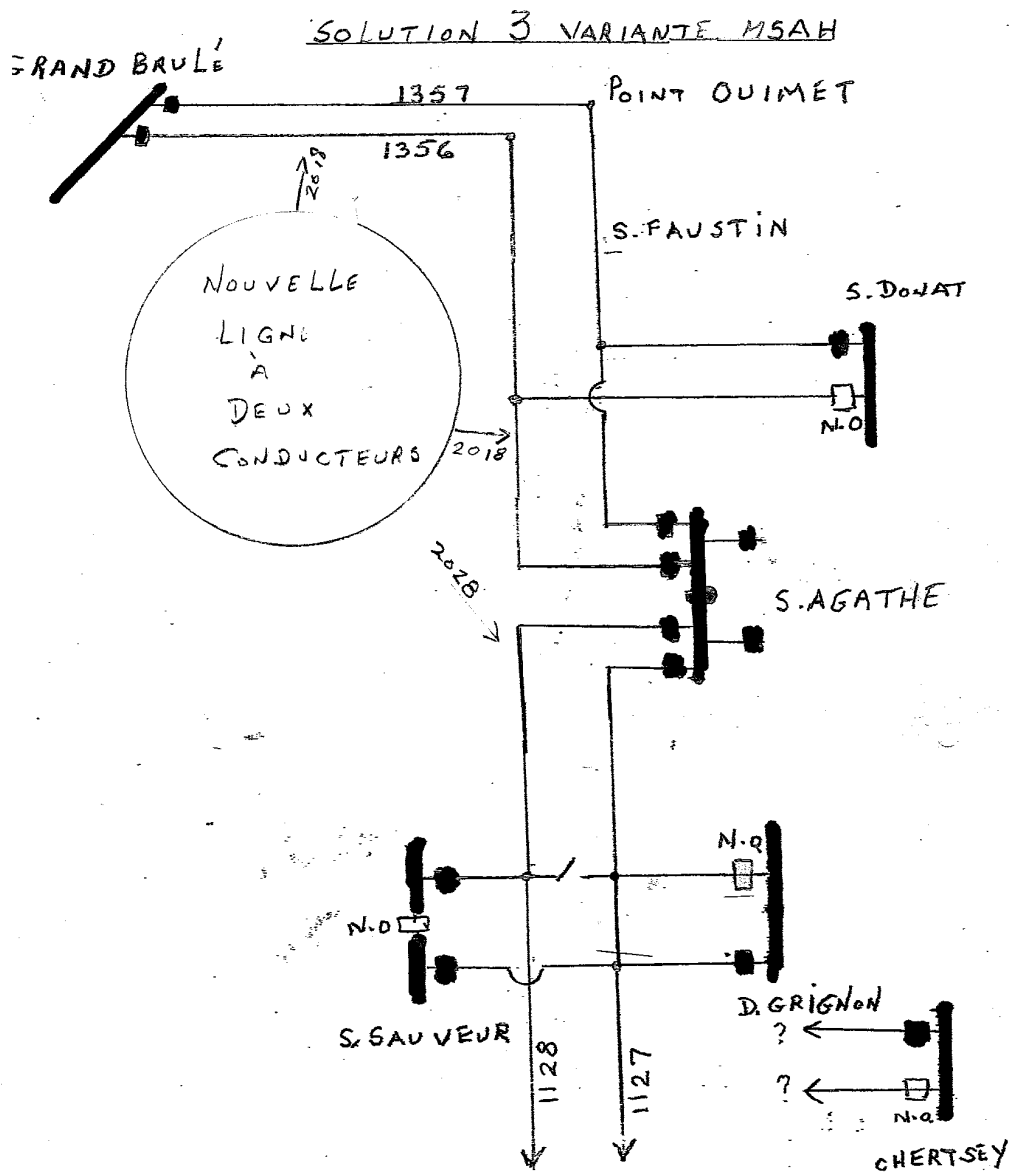 SOLUTION 3 VARIANTE MSAH
GRAND BRULÉ
1357
POINT OUIMET
1356
2018
S. FAUSTIN
NOUVELLE
LIGNE
À
DEUX
CONDUCTEURS
2018
S. DONAT
N.O
2028
S. AGATHE
N.O
N.O
S. SAUVEUR
D. GRIGNON
?
?
N.O
1128
1127
CHERTSEY